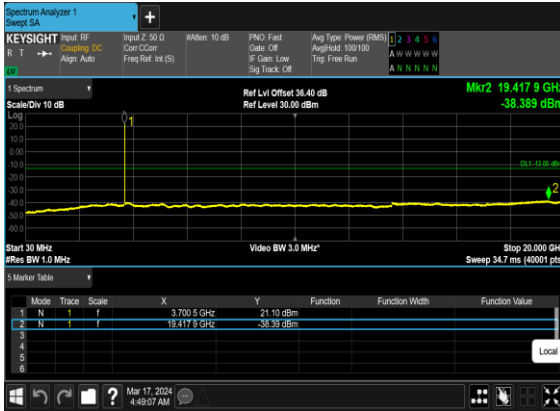 Spectrum Analyzer 1
Swept SA
+
KEYSIGHT
R T
Input: RF
Coupling: DC
Align: Auto
Input Z: 50 Ω
Corr CCorr
Freq Ref: Int (S)
#Atten: 10 dB
PNO: Fast
Gate: Off
IF Gain: Low
Sig Track: Off
Avg Type: Power (RMS)
Avg|Hold: 100/100
Trig: Free Run
1 2 3 4 5 6
A W W W W W
A N N N N N
1 Spectrum
Scale/Div 10 dB
Ref Lvl Offset 36.40 dB
Ref Level 30.00 dBm
Mkr2 19.417 9 GHz
-38.389 dBm
Log
20.0
10.0
0.00
-10.0
-20.0
-30.0
-40.0
-50.0
-60.0
1
DL1 -13.00 dBm
2
Start 30 MHz
#Res BW 1.0 MHz
Video BW 3.0 MHz*
Stop 20.000 GHz
Sweep 34.7 ms (40001 pts)
5 Marker Table
Mode Trace Scale X Y Function Function Width Function Value
1 N 1 f 3.700 5 GHz 21.10 dBm
2 N 1 f 19.417 9 GHz -38.39 dBm
3
4
5
6
Local
?
Mar 17, 2024
4:49:07 AM